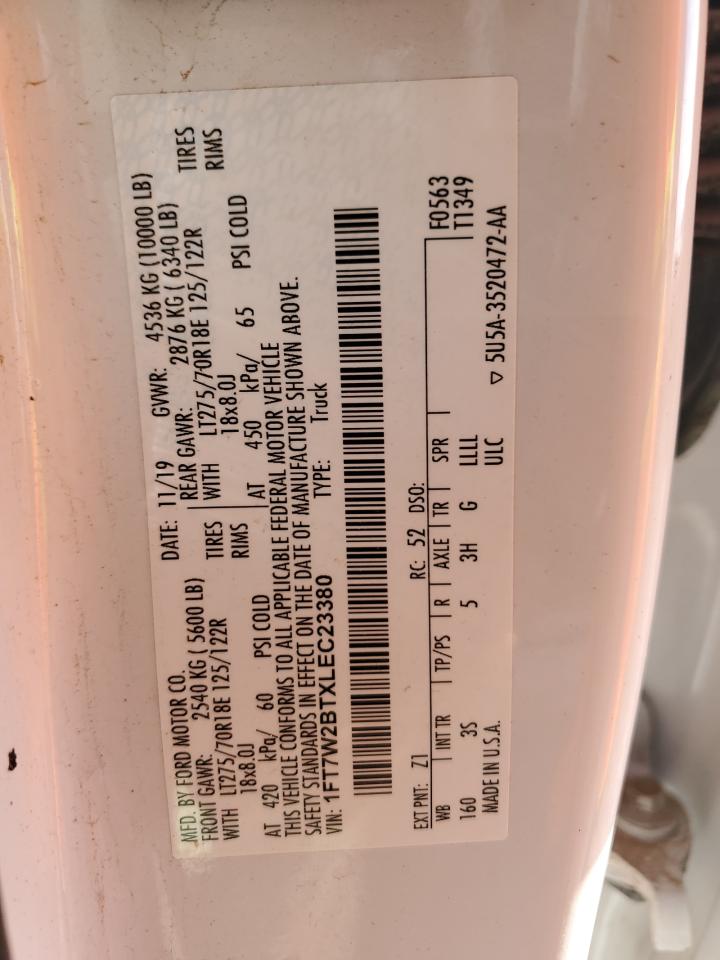 MFD. BY FORD MOTOR CO.
DATE: 11/19 GVWR: 4536 KG (10000 LB)
FRONT GAWR: 2540 KG ( 5600 LB)
REAR GAWR: 2876 KG ( 6340 LB)
WITH LT275/70R18E 125/122R TIRES
WITH LT275/70R18E 125/122R TIRES
18x8.0J RIMS
18x8.0J RIMS
AT 420 kPa/ 60 PSI COLD
AT 450 kPa/ 65 PSI COLD
THIS VEHICLE CONFORMS TO ALL APPLICABLE FEDERAL MOTOR VEHICLE
SAFETY STANDARDS IN EFFECT ON THE DATE OF MANUFACTURE SHOWN ABOVE.
VIN: 1FT7W2BTXLEC23380 TYPE: Truck
EXT PNT: Z1 RC: 52 DSO: F0563
WB INT TR TP/PS R AXLE TR SPR T1349
160 3S 5 3H G LLLL
MADE IN U.S.A. ULC ▽ 5U5A-3520472-AA